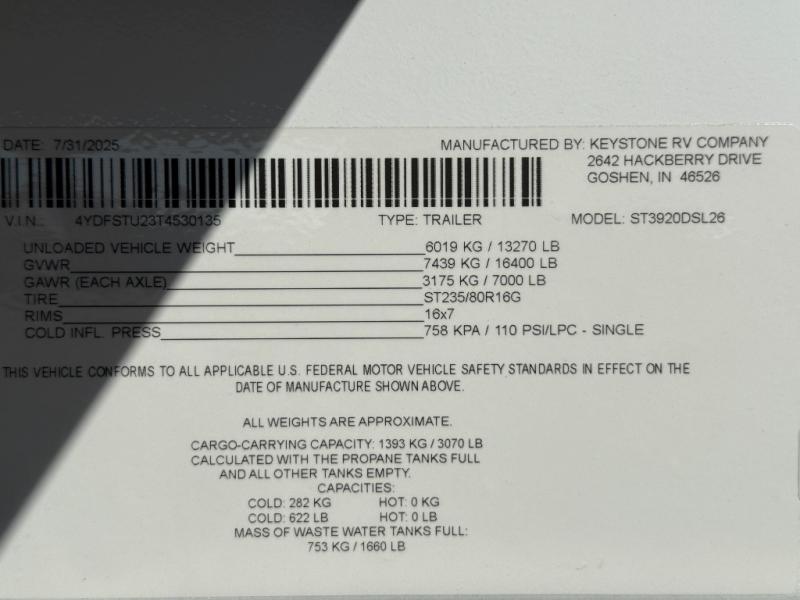 DATE: 7/31/2025 MANUFACTURED BY: KEYSTONE RV COMPANY
2642 HACKBERRY DRIVE
GOSHEN, IN 46526
V.I.N.: 4YDFSTU23T4530135 TYPE: TRAILER MODEL: ST3920DSL26
UNLOADED VEHICLE WEIGHT 6019 KG / 13270 LB
GVWR 7439 KG / 16400 LB
GAWR (EACH AXLE) 3175 KG / 7000 LB
TIRE ST235/80R16G
RIMS 16x7
COLD INFL. PRESS 758 KPA / 110 PSI/LPC - SINGLE
THIS VEHICLE CONFORMS TO ALL APPLICABLE U.S. FEDERAL MOTOR VEHICLE SAFETY STANDARDS IN EFFECT ON THE
DATE OF MANUFACTURE SHOWN ABOVE.
ALL WEIGHTS ARE APPROXIMATE.
CARGO-CARRYING CAPACITY: 1393 KG / 3070 LB
CALCULATED WITH THE PROPANE TANKS FULL
AND ALL OTHER TANKS EMPTY.
CAPACITIES:
COLD: 282 KG HOT: 0 KG
COLD: 622 LB HOT: 0 LB
MASS OF WASTE WATER TANKS FULL:
753 KG / 1660 LB